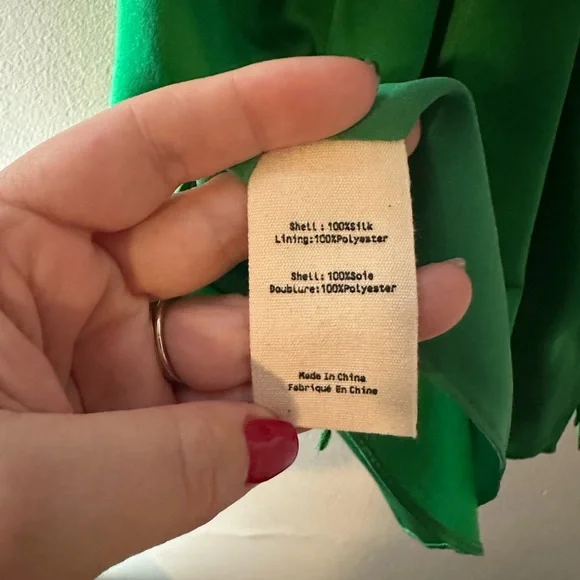 Shell : 100%Silk
Lining:100%Polyester
Shell: 100%Soie
Doublure:100%Polyester
Made In China
Fabriqué En Chine